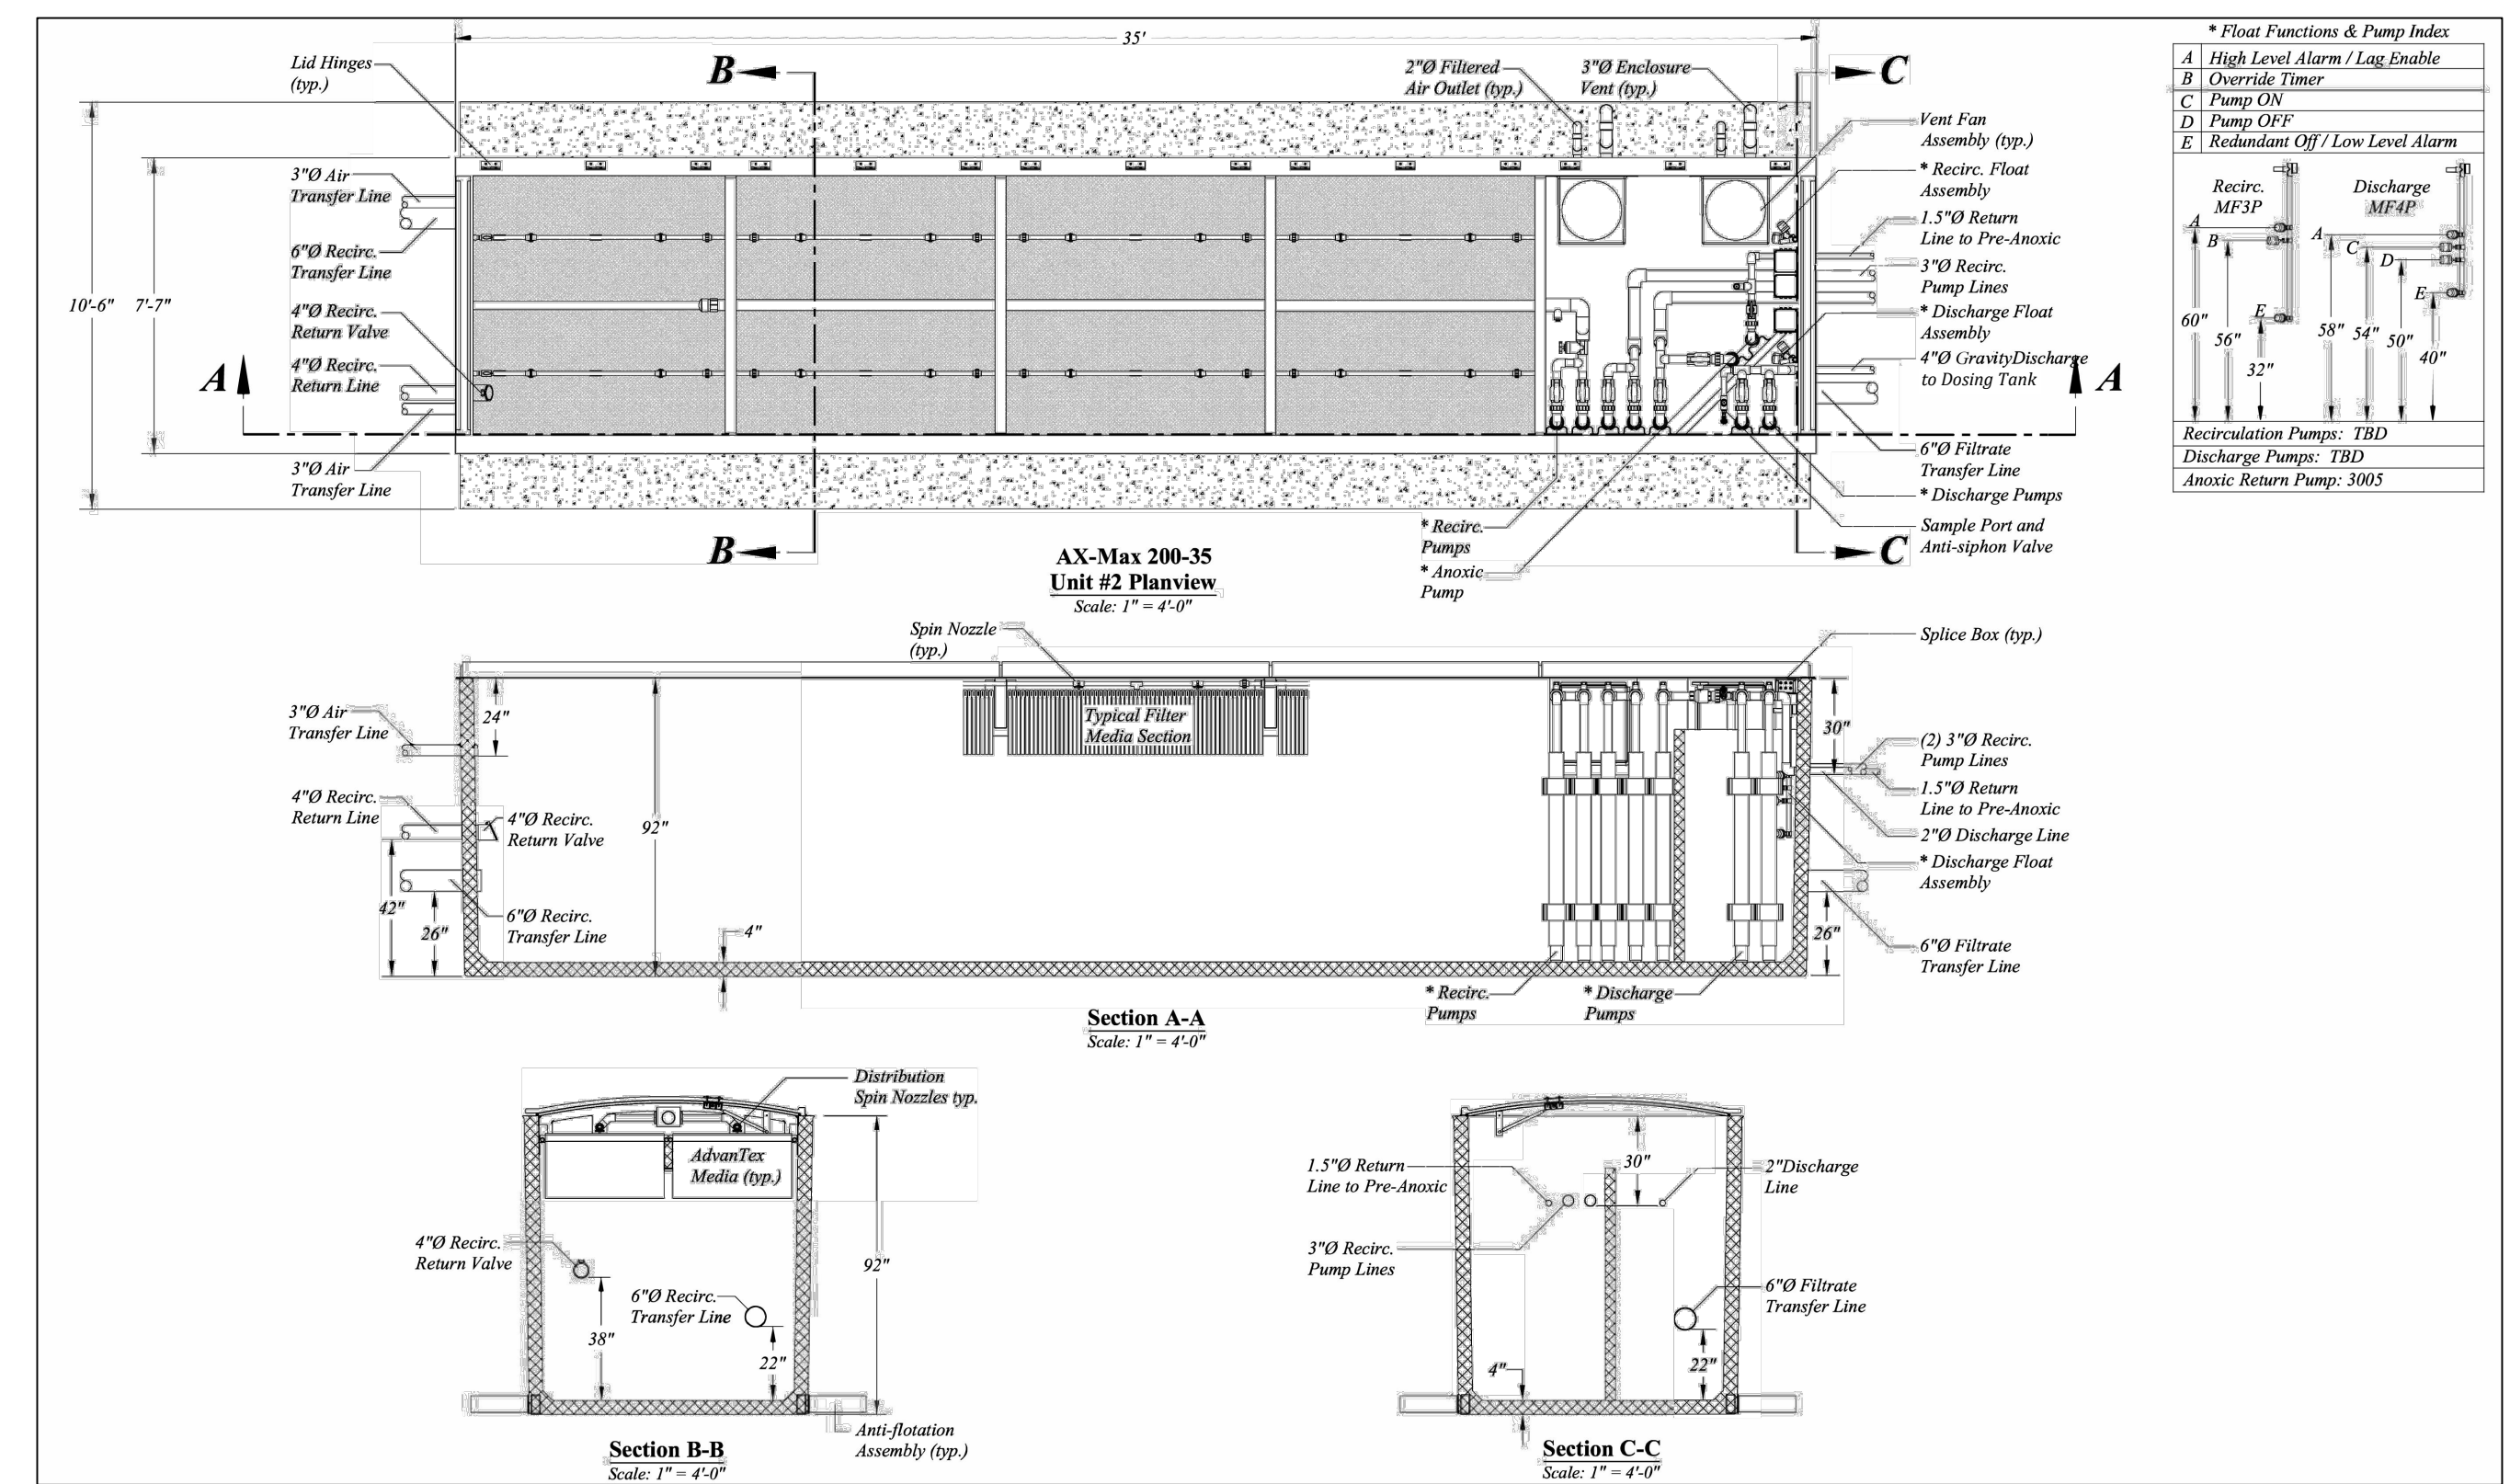 35'
Lid Hinges
(typ.)
B
2"Ø Filtered
Air Outlet (typ.)
3"Ø Enclosure
Vent (typ.)
C
Vent Fan
Assembly (typ.)
* Recirc. Float
Assembly
1.5"Ø Return
Line to Pre-Anoxic
3"Ø Recirc.
Pump Lines
* Discharge Float
Assembly
4"Ø GravityDischarge
to Dosing Tank
A
6"Ø Filtrate
Transfer Line
* Discharge Pumps
Sample Port and
Anti-siphon Valve
C
3"Ø Air
Transfer Line
6"Ø Recirc.
Transfer Line
10'-6"
7'-7"
4"Ø Recirc.
Return Valve
4"Ø Recirc.
Return Line
A
3"Ø Air
Transfer Line
B
* Recirc.
Pumps
* Anoxic
Pump
AX-Max 200-35
Unit #2 Planview
Scale: 1" = 4'-0"
* Float Functions & Pump Index
A High Level Alarm / Lag Enable
B Override Timer
C Pump ON
D Pump OFF
E Redundant Off / Low Level Alarm
Recirc.
MF3P
Discharge
MF4P
A
B
E
A
C
D
E
60"
56"
32"
58"
54"
50"
40"
Recirculation Pumps: TBD
Discharge Pumps: TBD
Anoxic Return Pump: 3005
Spin Nozzle
(typ.)
Splice Box (typ.)
3"Ø Air
Transfer Line
24"
Typical Filter
Media Section
30"
(2) 3"Ø Recirc.
Pump Lines
1.5"Ø Return
Line to Pre-Anoxic
2"Ø Discharge Line
* Discharge Float
Assembly
4"Ø Recirc.
Return Line
4"Ø Recirc.
Return Valve
92"
42"
26"
6"Ø Recirc.
Transfer Line
4"
26"
6"Ø Filtrate
Transfer Line
* Recirc.
Pumps
* Discharge
Pumps
Section A-A
Scale: 1" = 4'-0"
Distribution
Spin Nozzles typ.
AdvanTex
Media (typ.)
4"Ø Recirc.
Return Valve
6"Ø Recirc.
Transfer Line
38"
22"
92"
Anti-flotation
Assembly (typ.)
Section B-B
Scale: 1" = 4'-0"
30"
1.5"Ø Return
Line to Pre-Anoxic
2"Discharge
Line
3"Ø Recirc.
Pump Lines
6"Ø Filtrate
Transfer Line
4"
22"
Section C-C
Scale: 1" = 4'-0"